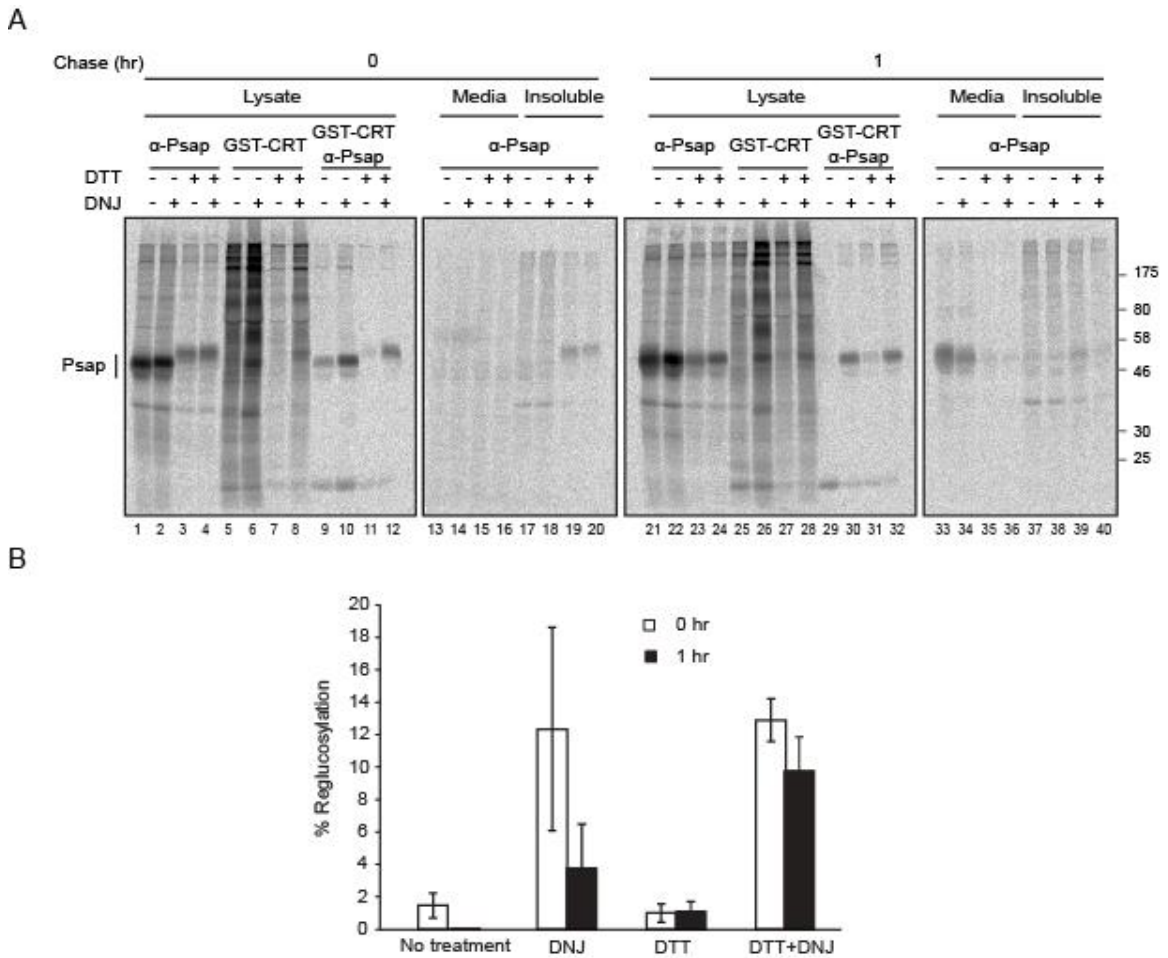 A
Chase (hr) 0 1
Lysate Media Insoluble Lysate Media Insoluble
α-Psap GST-CRT GST-CRT α-Psap α-Psap α-Psap GST-CRT GST-CRT α-Psap α-Psap
DTT - - + + - - + + - - + + - - + + - - + + - - + + - - + + - - + + - - + + - - + +
DNJ - + - + - + - + - + - + - + - + - + - + - + - + - + - + - + - + - + - + - + - +
175
80
58
Psap
46
30
25
1 2 3 4 5 6 7 8 9 10 11 12 13 14 15 16 17 18 19 20 21 22 23 24 25 26 27 28 29 30 31 32 33 34 35 36 37 38 39 40
B
20
18
16
14
12
10
8
6
4
2
0
% Reglucosylation
0 hr
1 hr
No treatment DNJ DTT DTT+DNJ